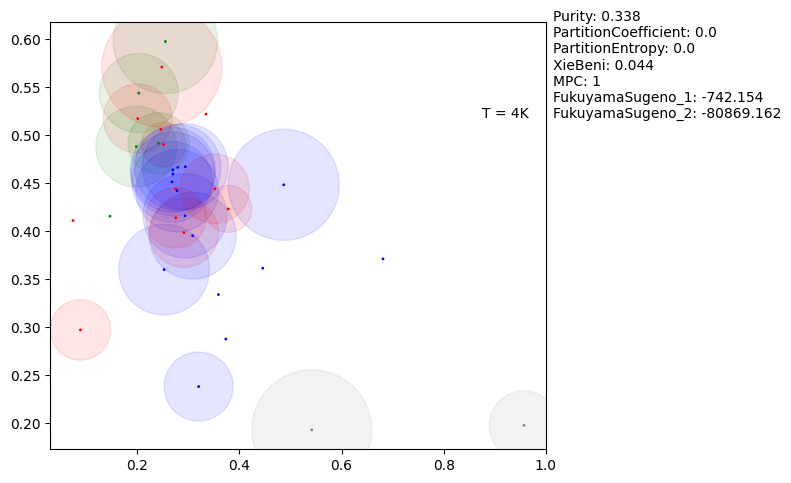 Purity: 0.338
PartitionCoefficient: 0.0
PartitionEntropy: 0.0
XieBeni: 0.044
MPC: 1
FukuyamaSugeno_1: -742.154
FukuyamaSugeno_2: -80869.162
T = 4K
0.60
0.55
0.50
0.45
0.40
0.35
0.30
0.25
0.20
0.2
0.4
0.6
0.8
1.0